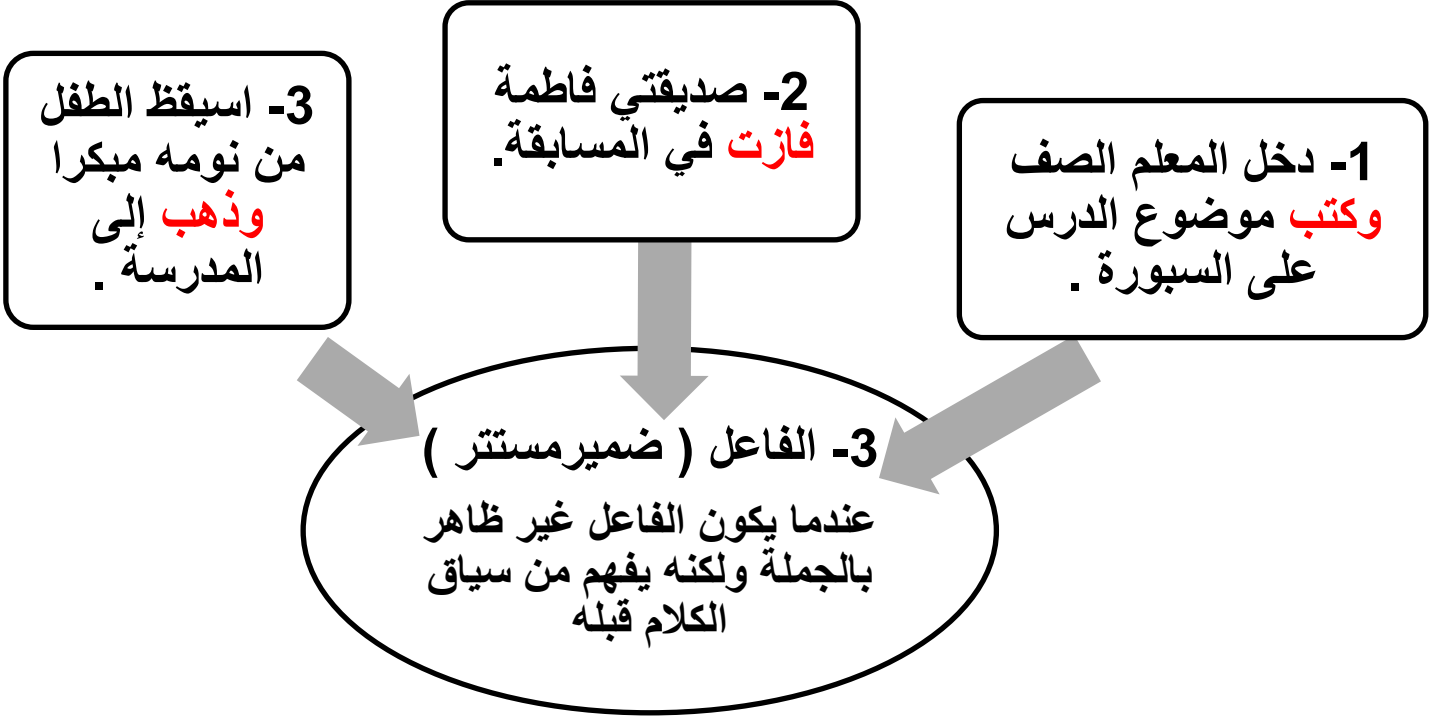 1- دخل المعلم الصف
وكتب موضوع الدرس
على السبورة .
2- صديقتي فاطمة
فازت في المسابقة.
3- اسيقظ الطفل
من نومه مبكرا
وذهب إلى
المدرسة .
3- الفاعل ( ضميرمستتر )
عندما يكون الفاعل غير ظاهر
بالجملة ولكنه يفهم من سياق
الكلام قبله